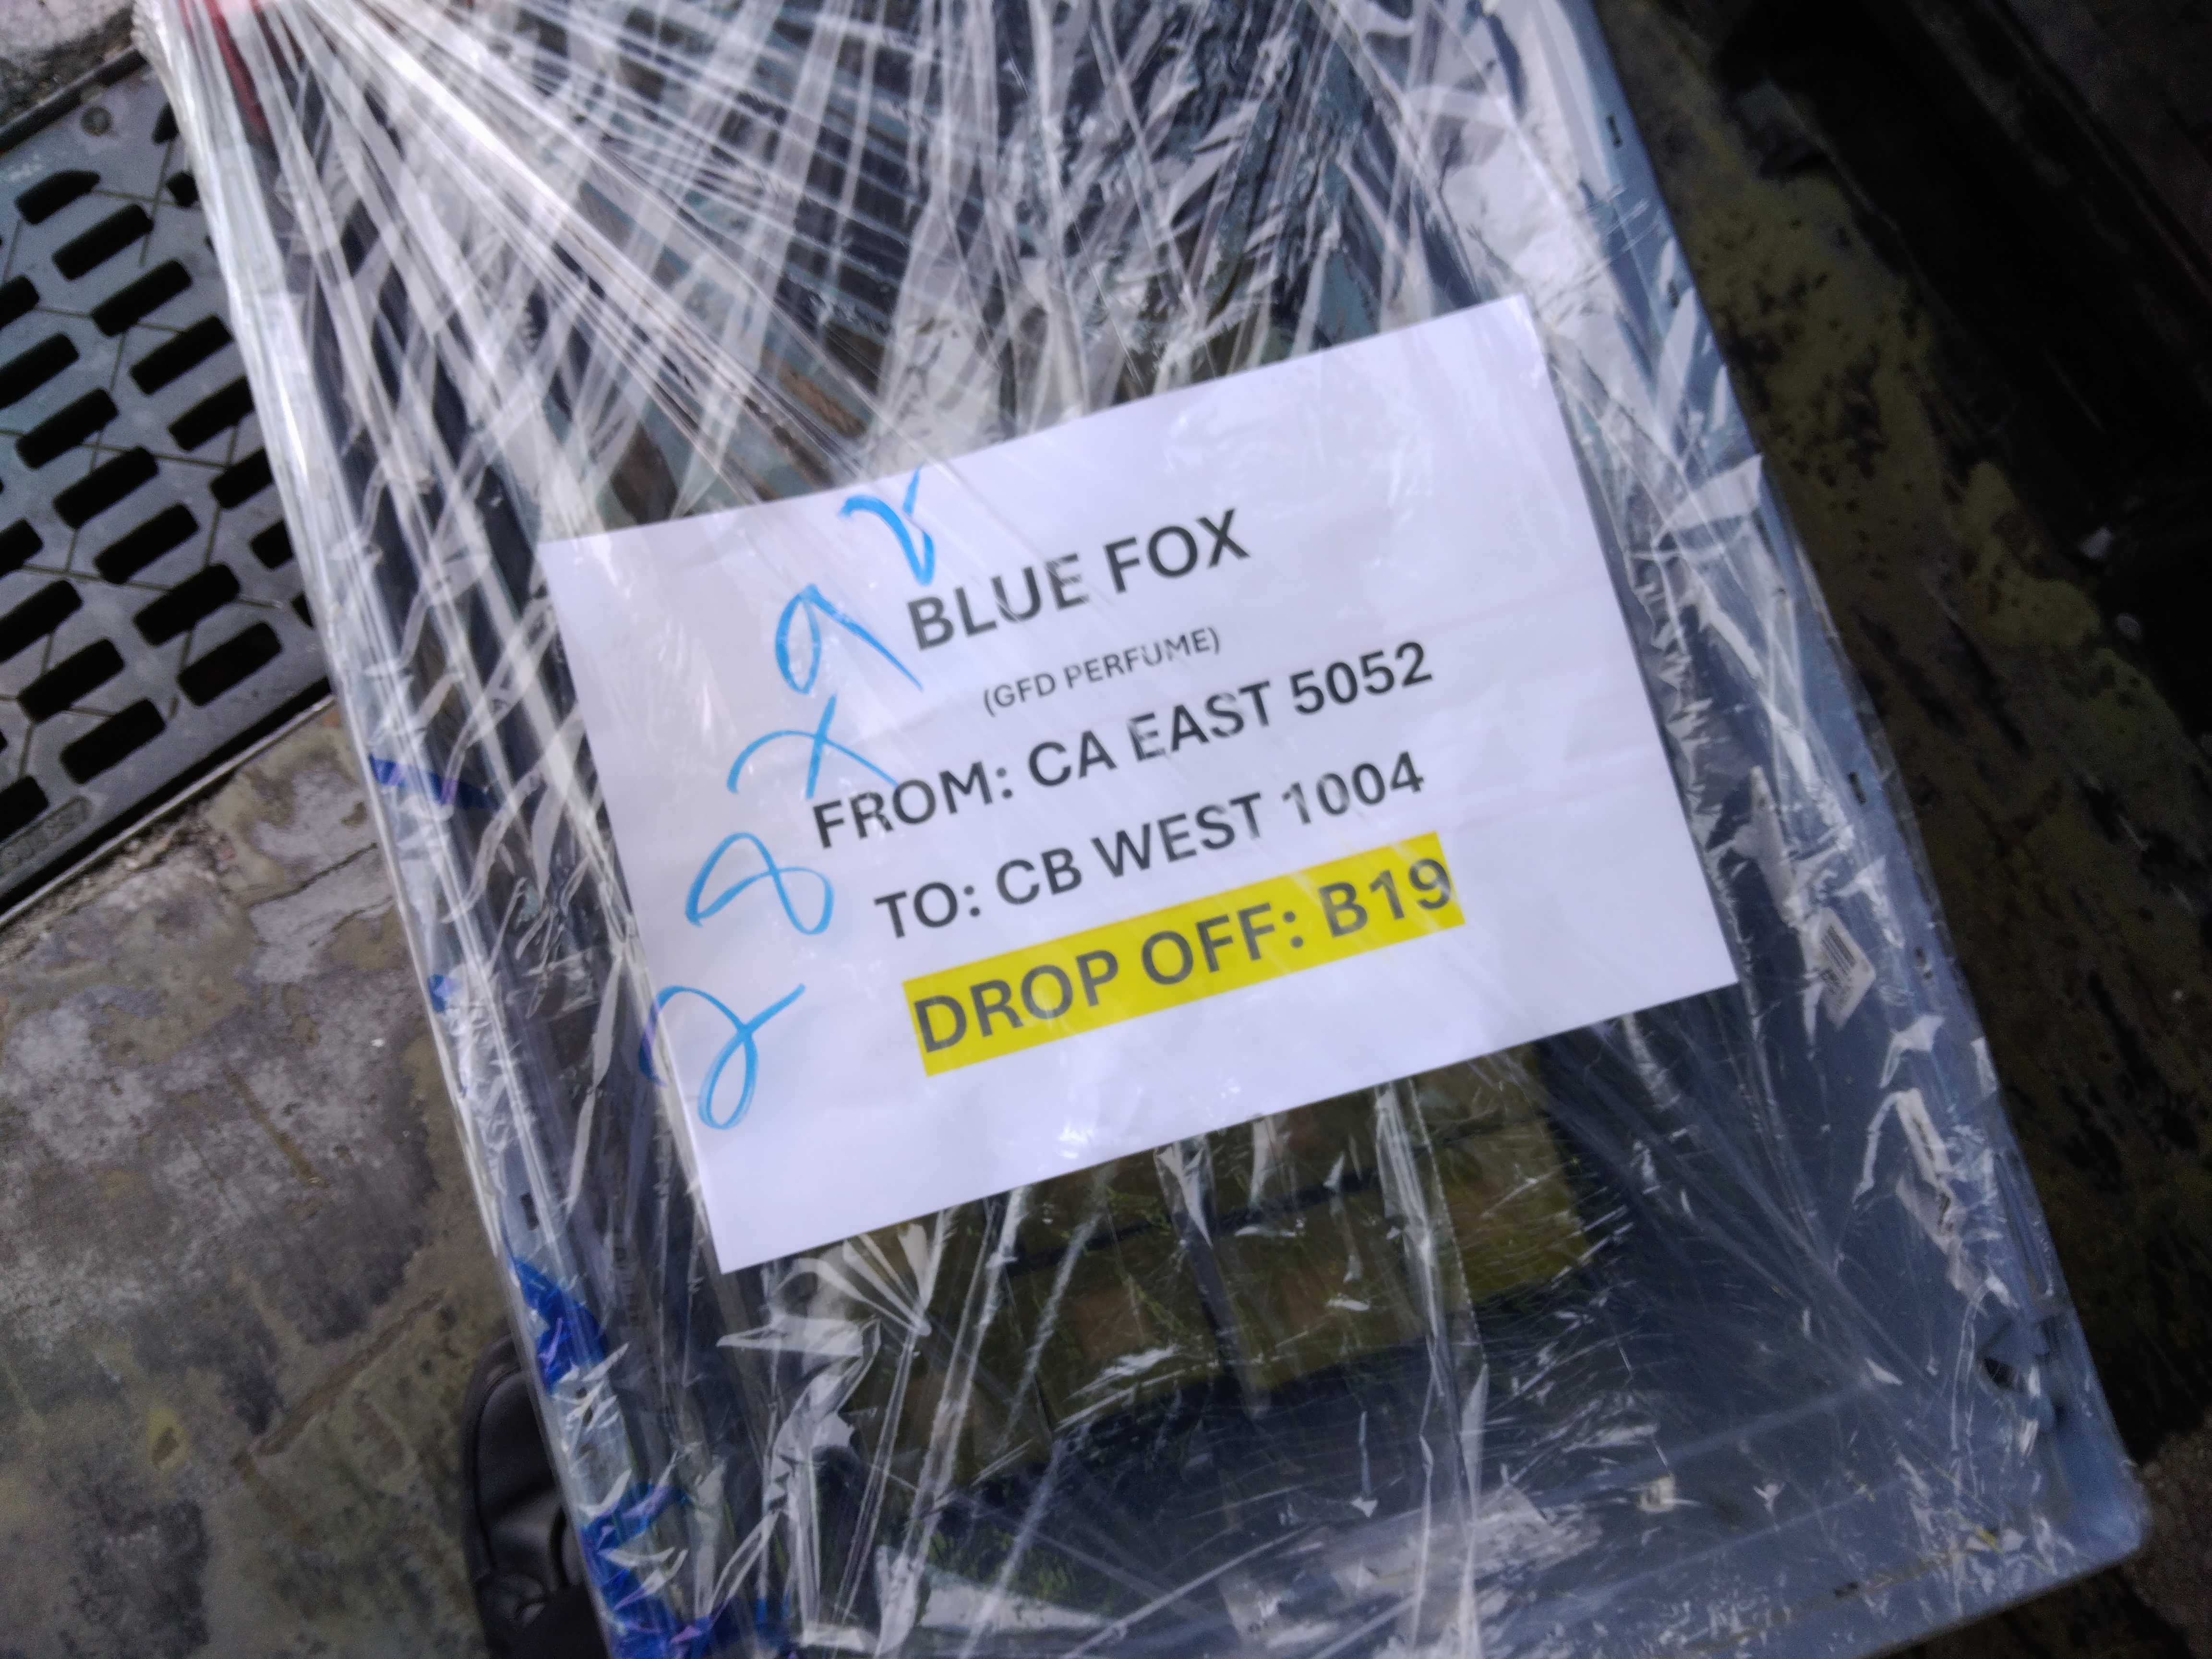 BLUE FOX
(GFD PERFUME)
FROM: CA EAST 5052
TO: CB WEST 1004
DROP OFF: B19